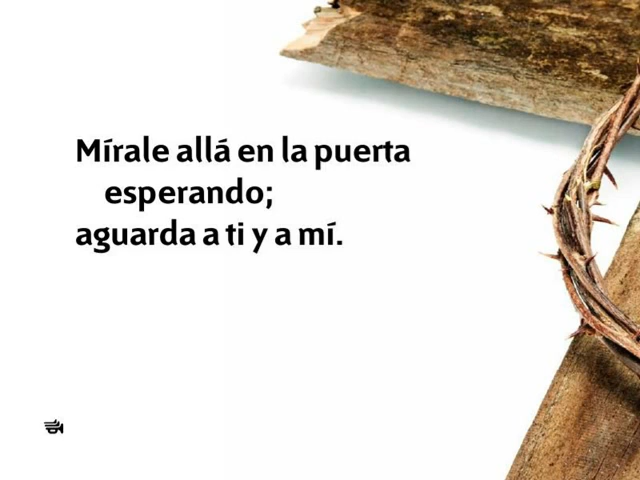 Mírale allá en la puerta
esperando;
aguarda a ti y a mí.